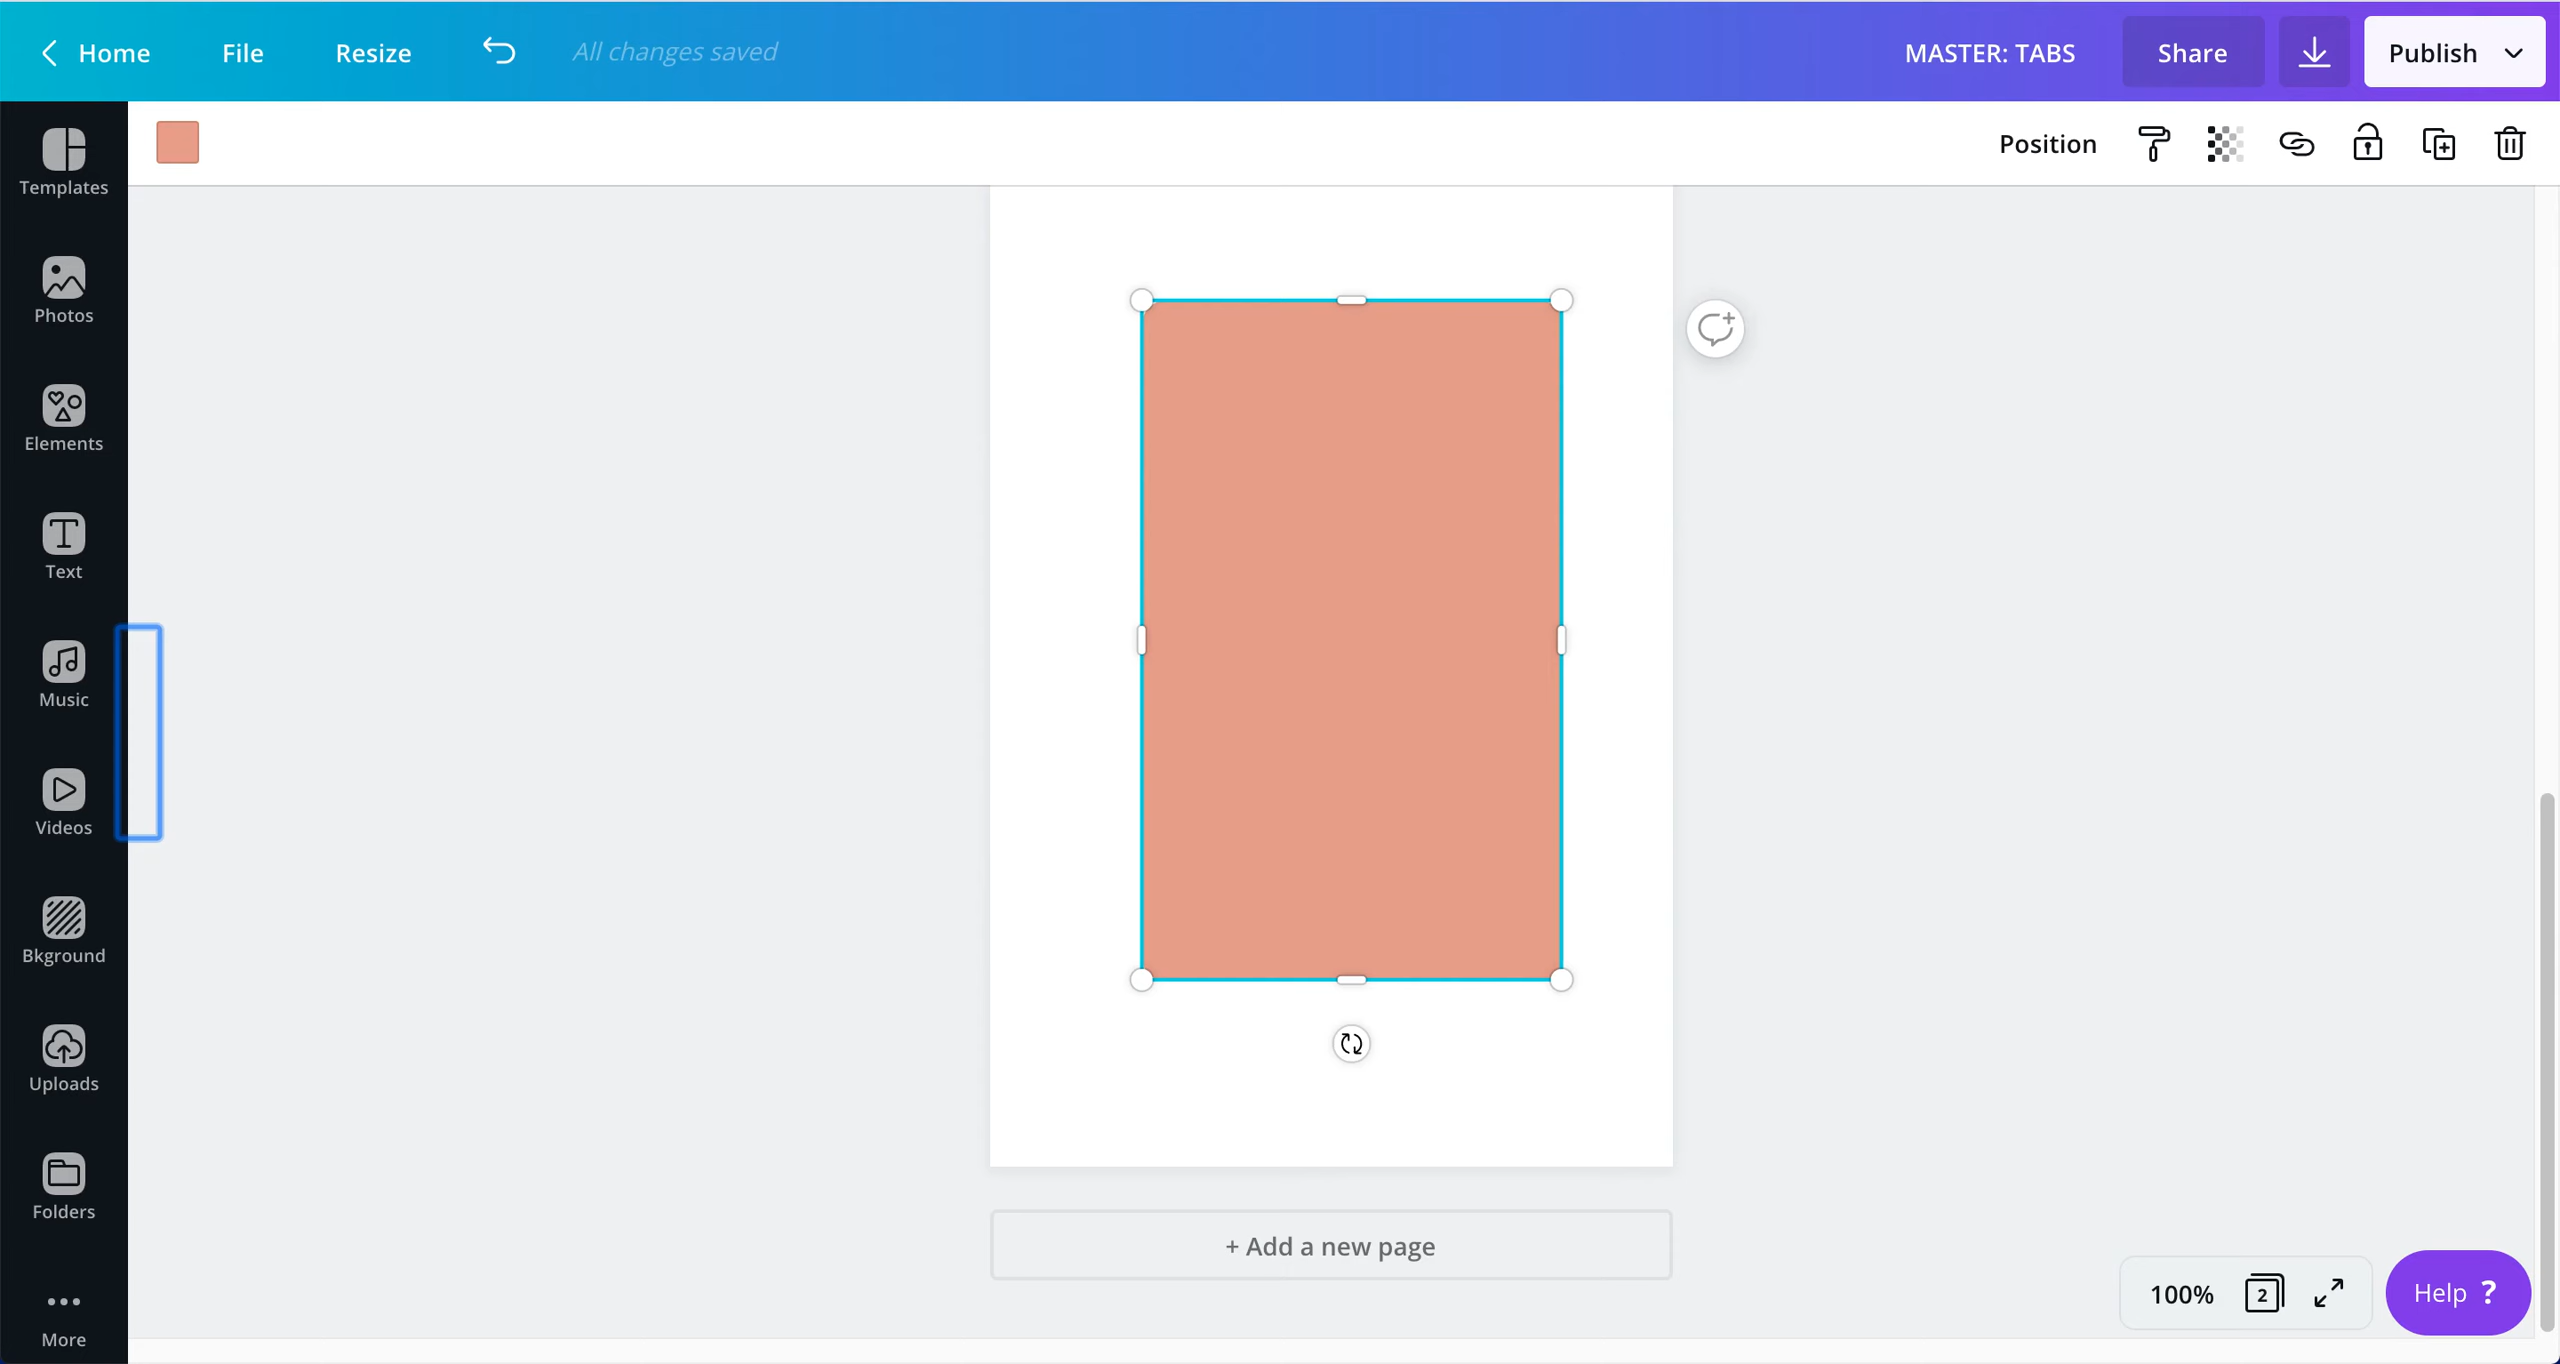 Home
File
Resize
All changes saved
MASTER: TABS
Share
Publish
Position
Templates
Photos
Elements
Text
Music
Videos
Bkground
Uploads
Folders
More
+ Add a new page
100%
2
Help ?